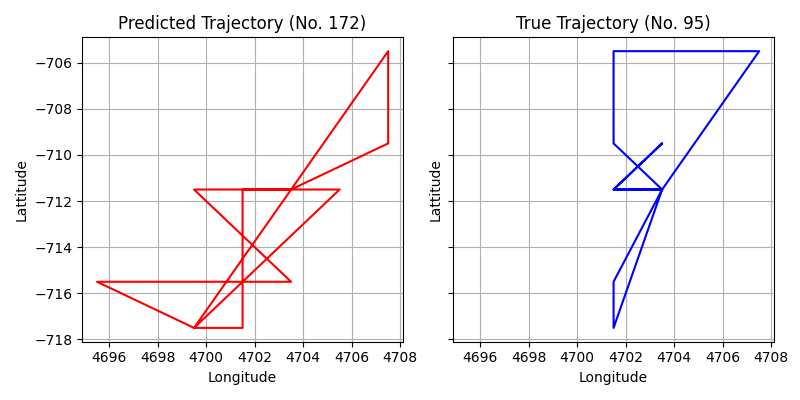 Predicted Trajectory (No. 172)
True Trajectory (No. 95)
−706
−708
−710
−712
−714
−716
−718
Lattitude
Lattitude
4696 4698 4700 4702 4704 4706 4708
4696 4698 4700 4702 4704 4706 4708
Longitude
Longitude